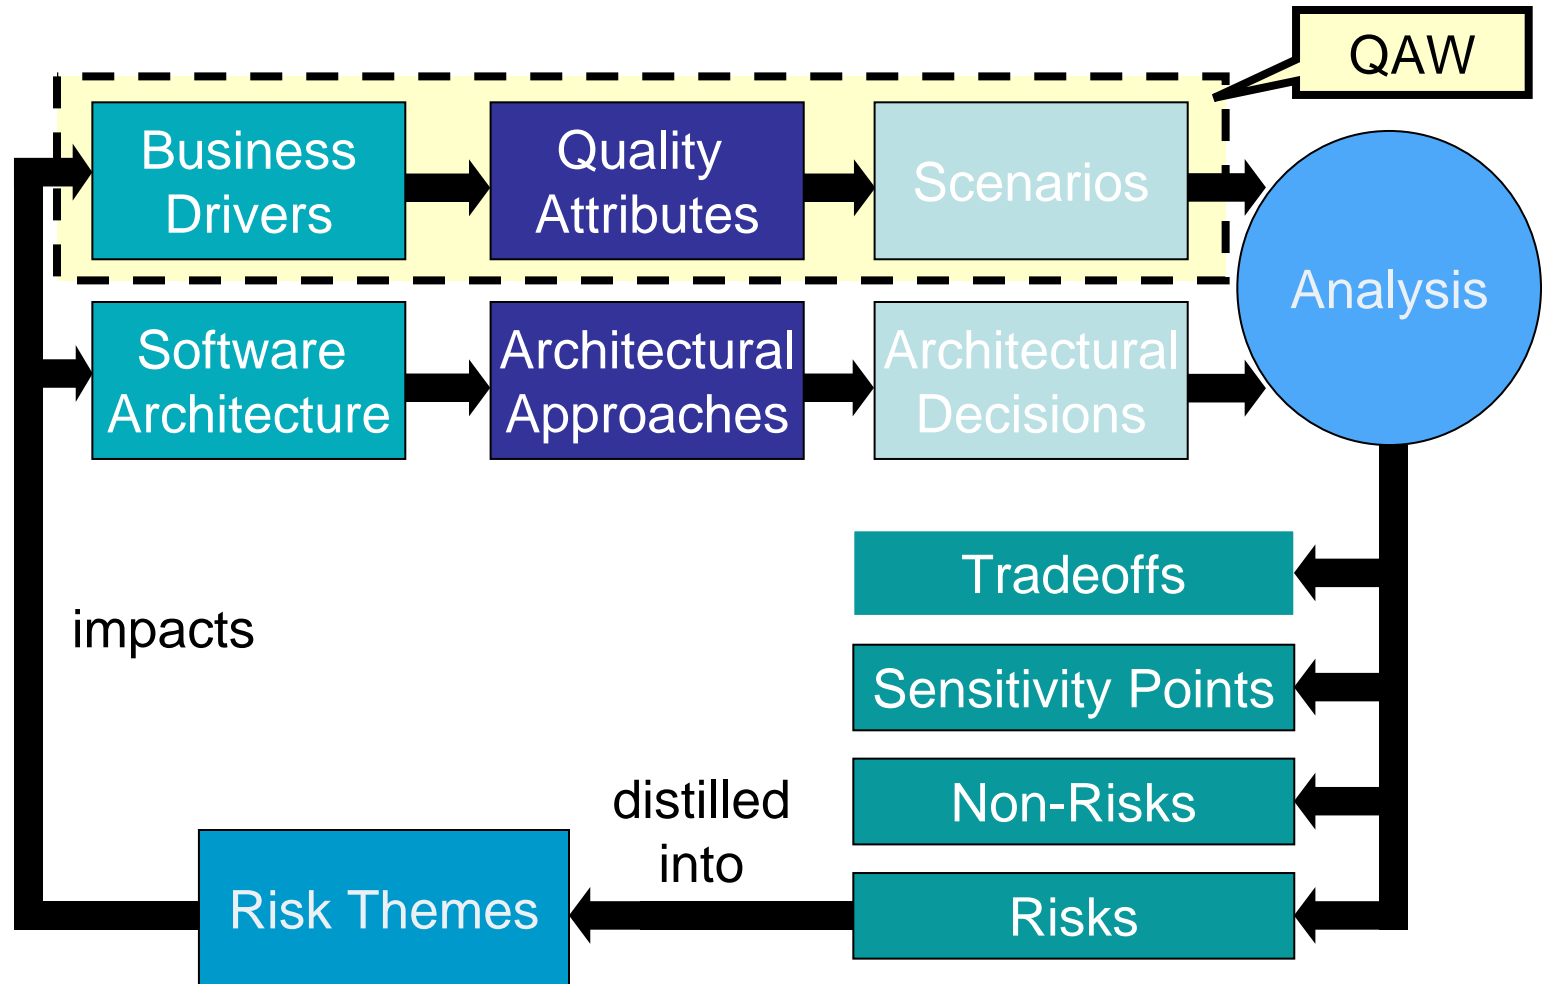 QAW
Business
Drivers
Quality
Attributes
Scenarios
Analysis
Software
Architecture
Architectural
Approaches
Architectural
Decisions
Tradeoffs
impacts
Sensitivity Points
Non-Risks
distilled
into
Risk Themes
Risks